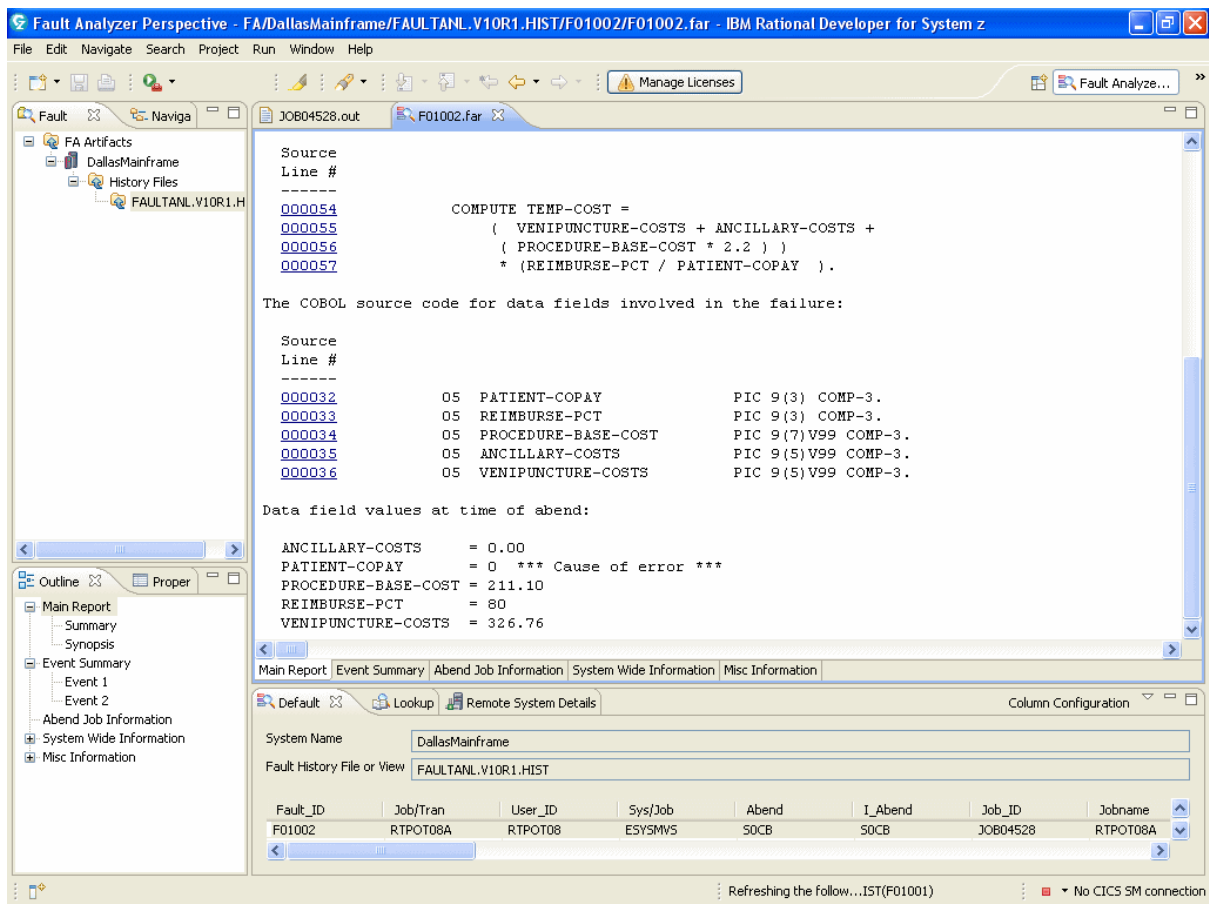 Fault Analyzer Perspective - FA/DallasMainframe/FAULTANL.V10R1.HIST/F01002/F01002.far - IBM Rational Developer for System z
File Edit Navigate Search Project Run Window Help
Manage Licenses
Fault Analyze...
Fault
Naviga
FA Artifacts
DallasMainframe
History Files
FAULTANL.V10R1.H
JOB04528.out
F01002.far
Source
Line #
------
000054 COMPUTE TEMP-COST =
000055 ( VENIPUNCTURE-COSTS + ANCILLARY-COSTS +
000056 ( PROCEDURE-BASE-COST * 2.2 ) )
000057 * (REIMBURSE-PCT / PATIENT-COPAY ).
The COBOL source code for data fields involved in the failure:
Source
Line #
------
000032 05 PATIENT-COPAY PIC 9(3) COMP-3.
000033 05 REIMBURSE-PCT PIC 9(3) COMP-3.
000034 05 PROCEDURE-BASE-COST PIC 9(7)V99 COMP-3.
000035 05 ANCILLARY-COSTS PIC 9(5)V99 COMP-3.
000036 05 VENIPUNCTURE-COSTS PIC 9(5)V99 COMP-3.
Data field values at time of abend:
ANCILLARY-COSTS = 0.00
PATIENT-COPAY = 0 *** Cause of error ***
PROCEDURE-BASE-COST = 211.10
REIMBURSE-PCT = 80
VENIPUNCTURE-COSTS = 326.76
Main Report Event Summary Abend Job Information System Wide Information Misc Information
Outline
Proper
Main Report
Summary
Synopsis
Event Summary
Event 1
Event 2
Abend Job Information
System Wide Information
Misc Information
Default Lookup Remote System Details Column Configuration
System Name DallasMainframe
Fault History File or View FAULTANL.V10R1.HIST
Fault_ID Job/Tran User_ID Sys/Job Abend I_Abend Job_ID Jobname
F01002 RTPOT08A RTPOT08 ESYSMVS S0CB S0CB JOB04528 RTPOT08A
Refreshing the follow...IST(F01001) No CICS SM connection